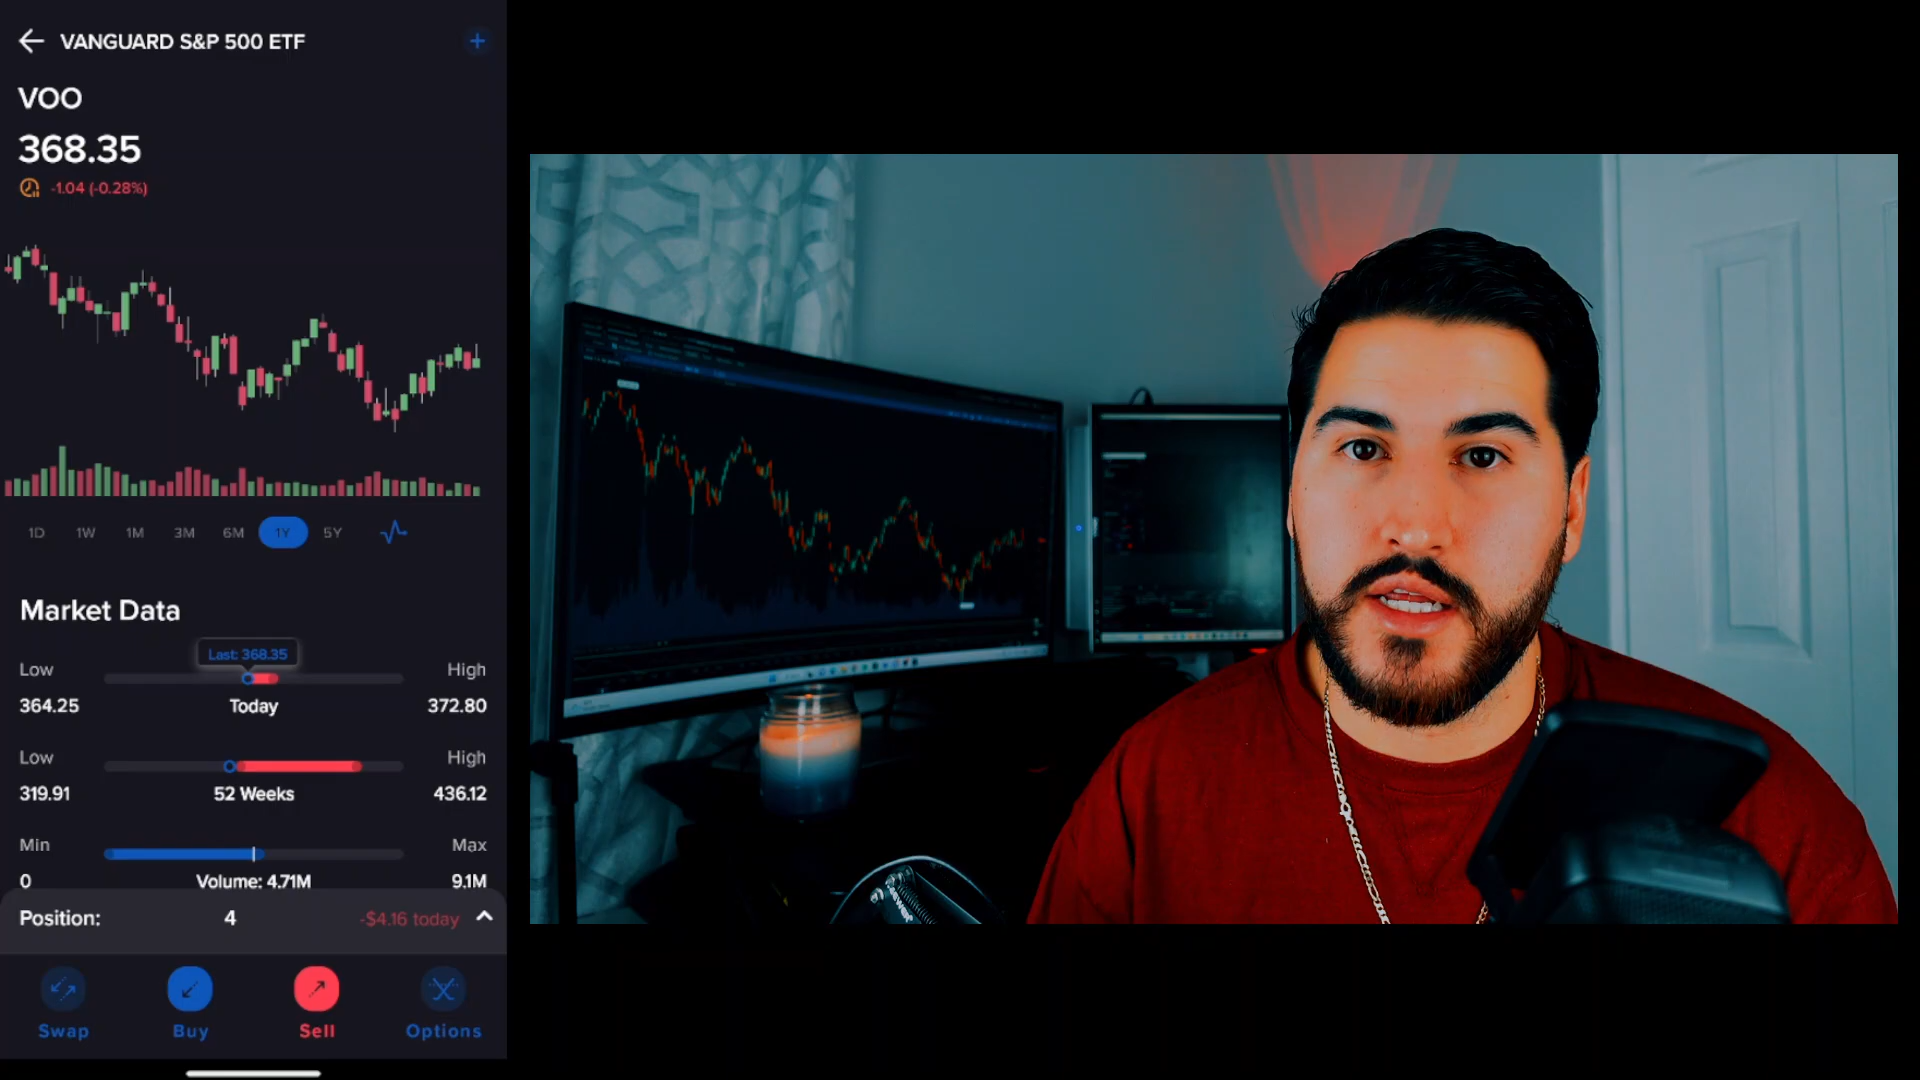 VANGUARD S&P 500 ETF
+
VOO
368.35
-1.04 (-0.28%)
1D 1W 1M 3M 6M 1Y 5Y
Market Data
Last: 368.35
Low High
364.25 Today 372.80
Low High
319.91 52 Weeks 436.12
Min Max
0 Volume: 4.71M 9.1M
Position: 4 -$4.16 today
Swap Buy Sell Options